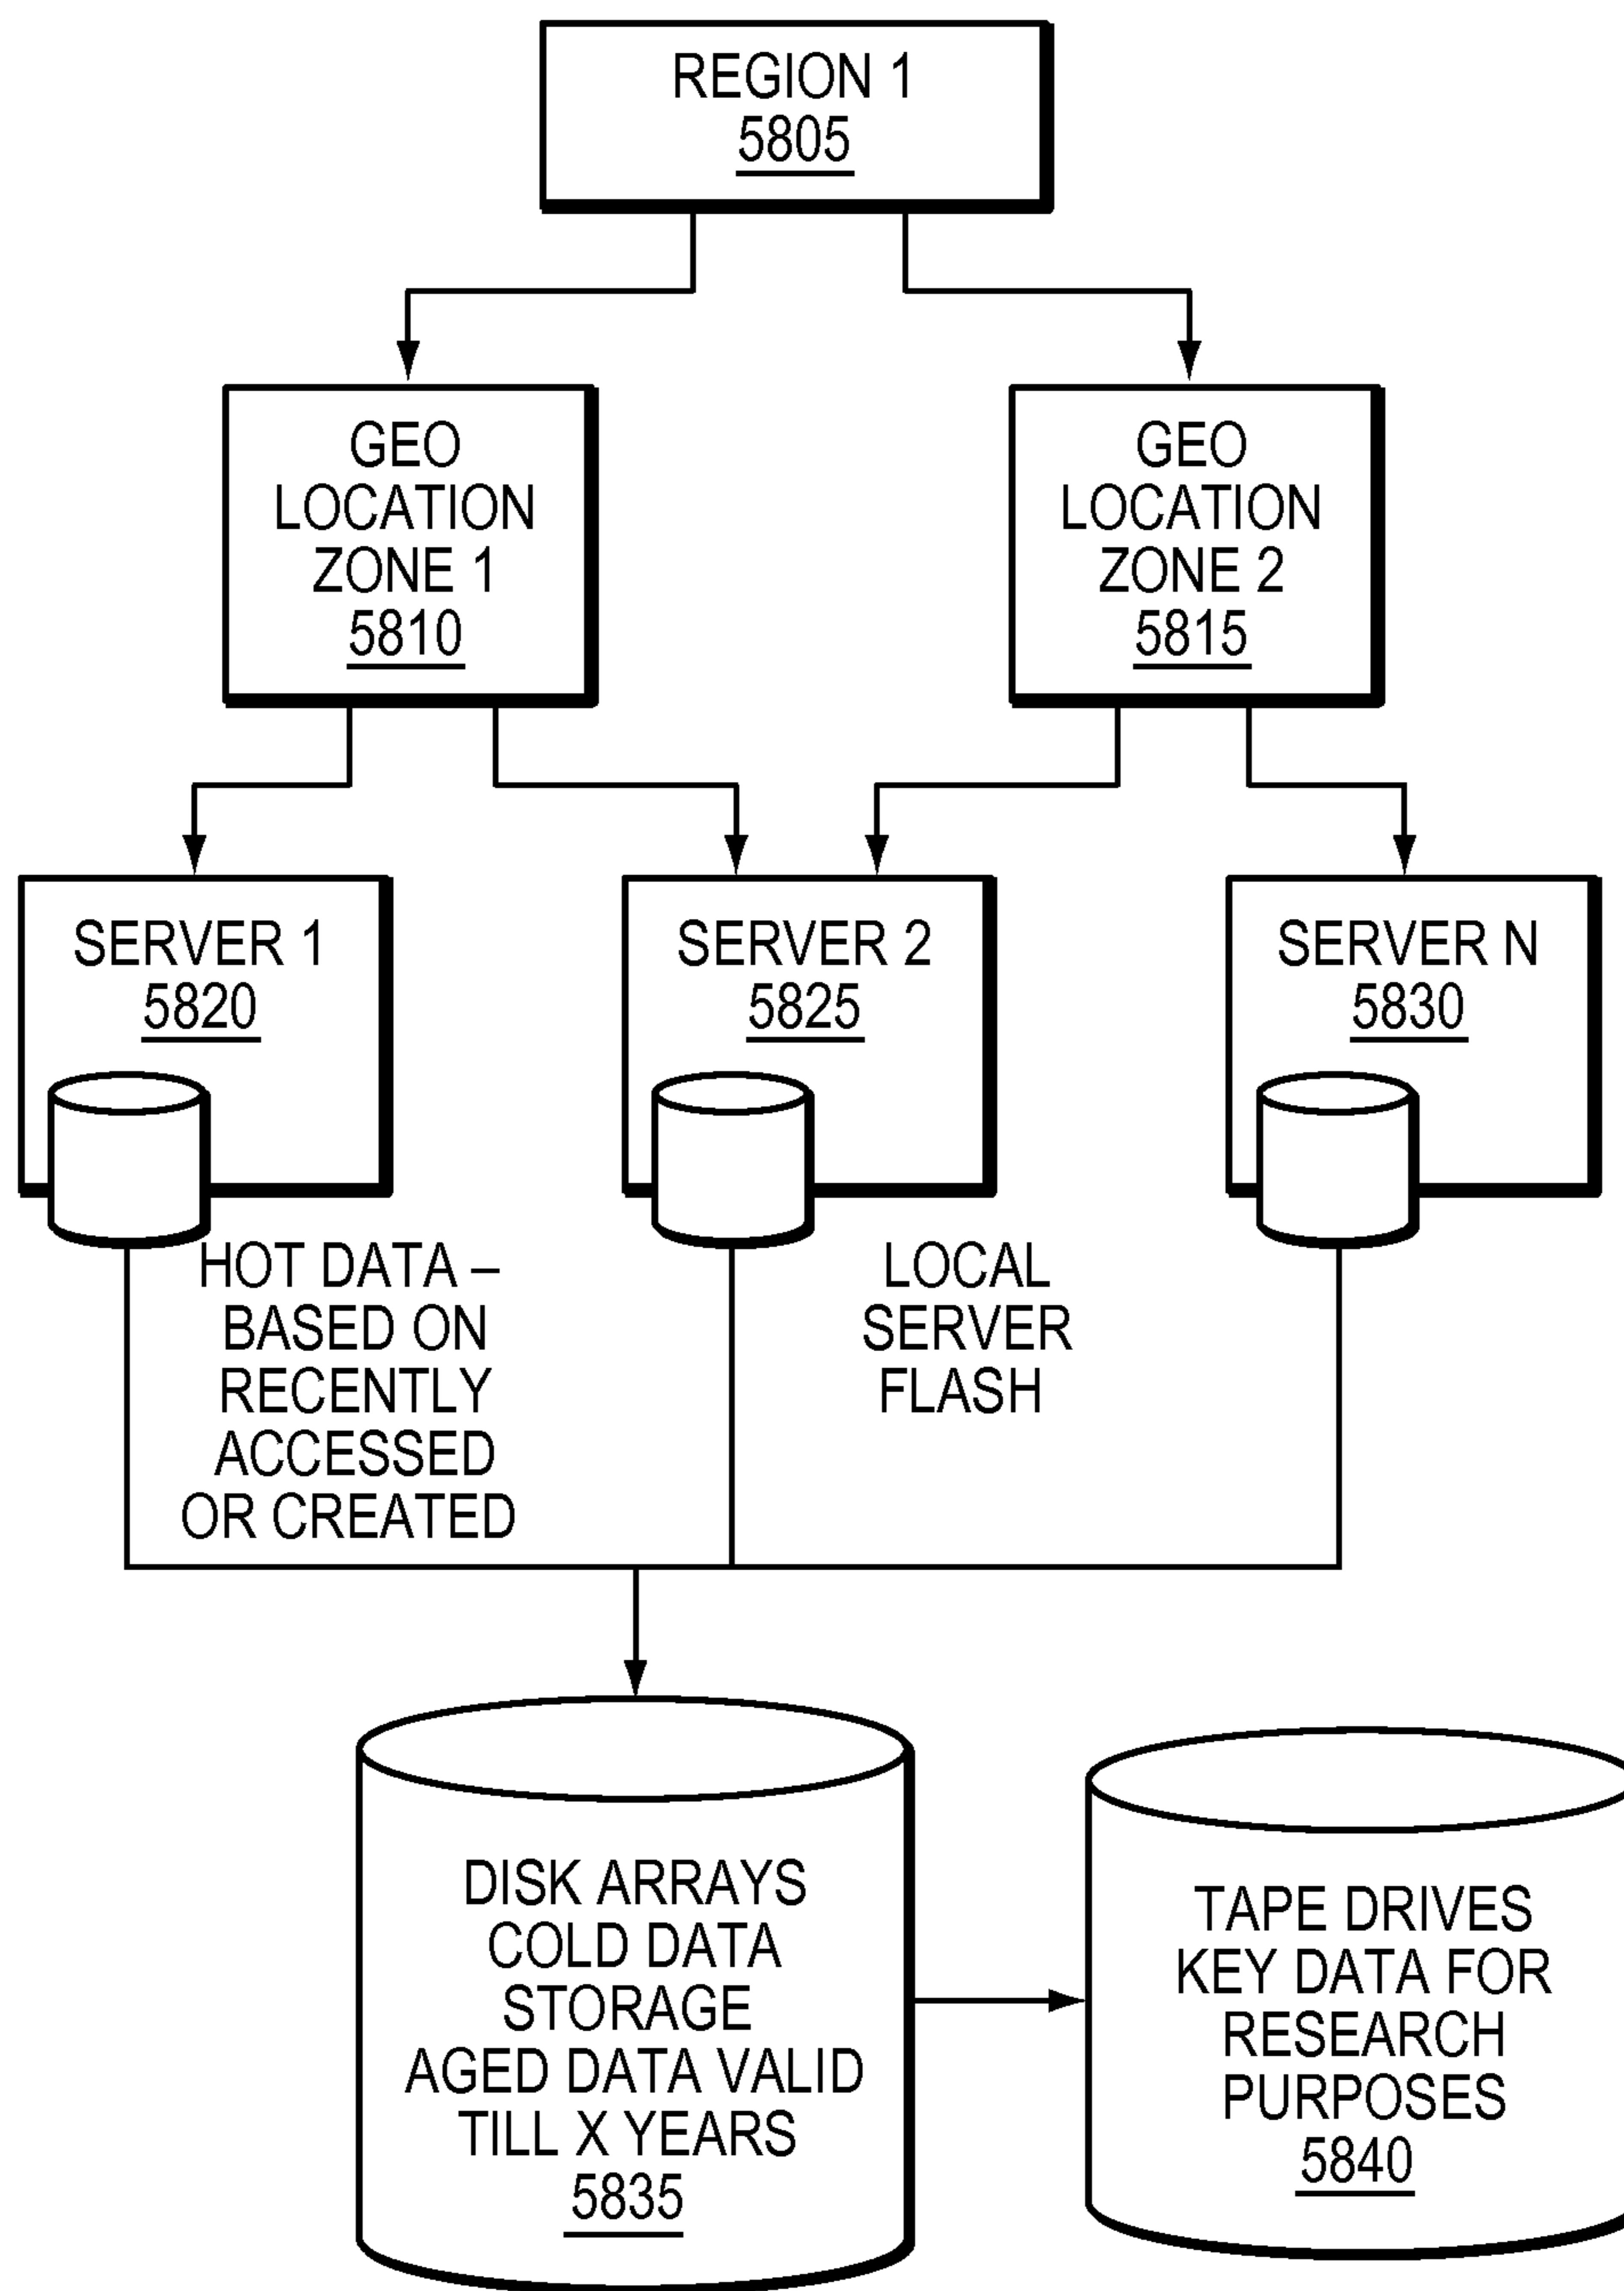 REGION 1
5805
GEO
LOCATION
ZONE 1
5810
GEO
LOCATION
ZONE 2
5815
SERVER 1
5820
SERVER 2
5825
SERVER N
5830
HOT DATA –
BASED ON
RECENTLY
ACCESSED
OR CREATED
LOCAL
SERVER
FLASH
DISK ARRAYS
COLD DATA
STORAGE
AGED DATA VALID
TILL X YEARS
5835
TAPE DRIVES
KEY DATA FOR
RESEARCH
PURPOSES
5840